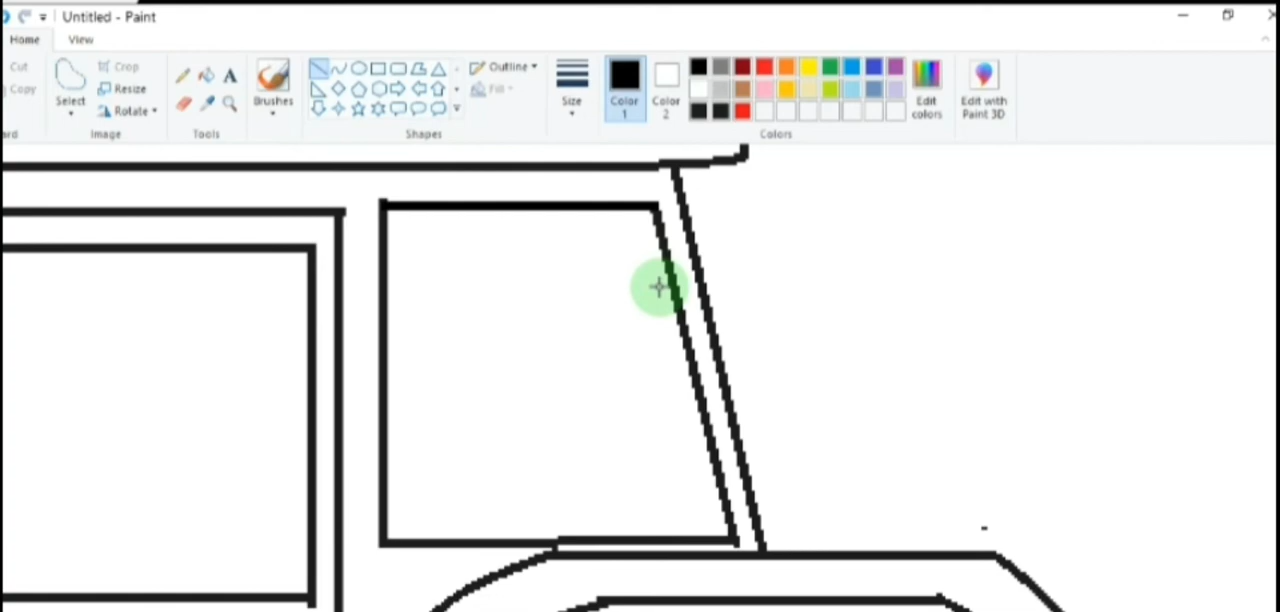 Untitled - Paint
Home View
Cut
Copy
Select
Crop
Resize
Rotate
Image
A
Tools
Brushes
Outline
Fill
Shapes
Size
Color 1
Color 2
Edit colors
Colors
Edit with Paint 3D